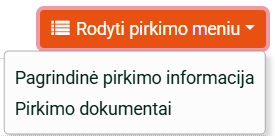 Rodyti pirkimo meniu
Pagrindinė pirkimo informacija
Pirkimo dokumentai